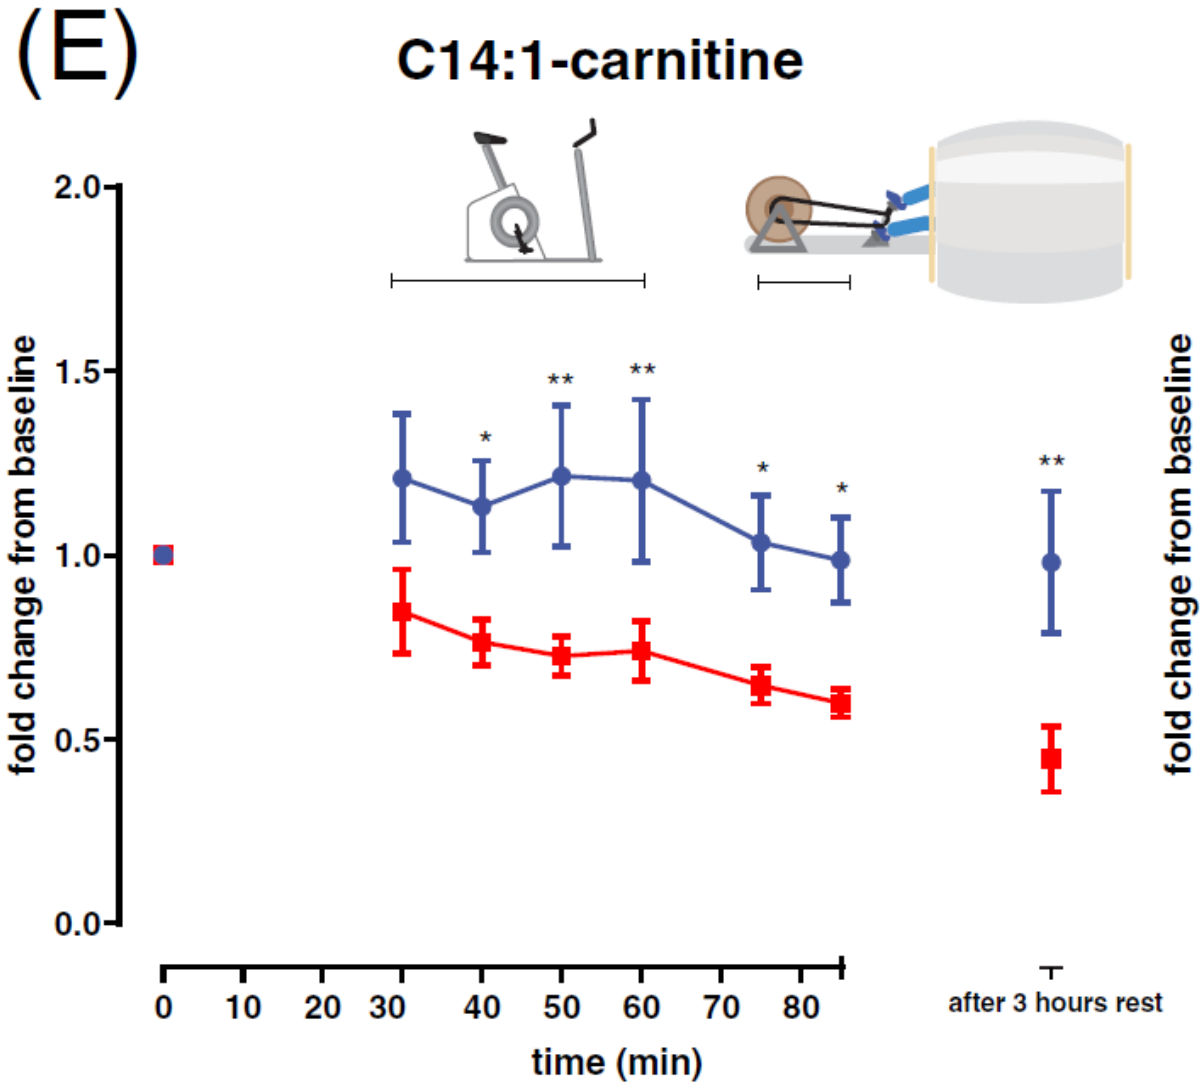 (E)
C14:1-carnitine
2.0
1.5
1.0
0.5
0.0
fold change from baseline
fold change from baseline
*
**
**
*
*
**
0 10 20 30 40 50 60 70 80
after 3 hours rest
time (min)